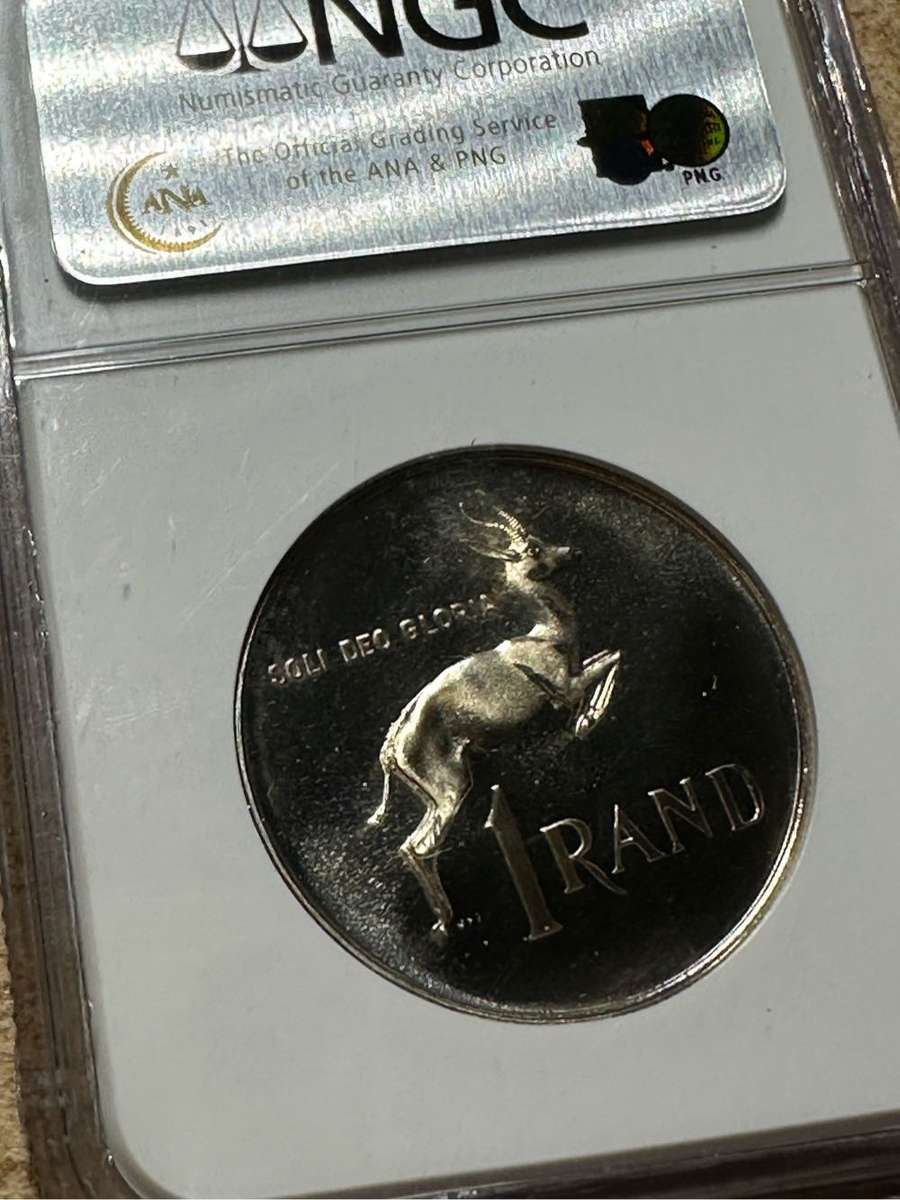 NGC
Numismatic Guaranty Corporation
The Official Grading Service
of the ANA & PNG
ANA
PNG
SOLI DEO GLORIA
1 RAND